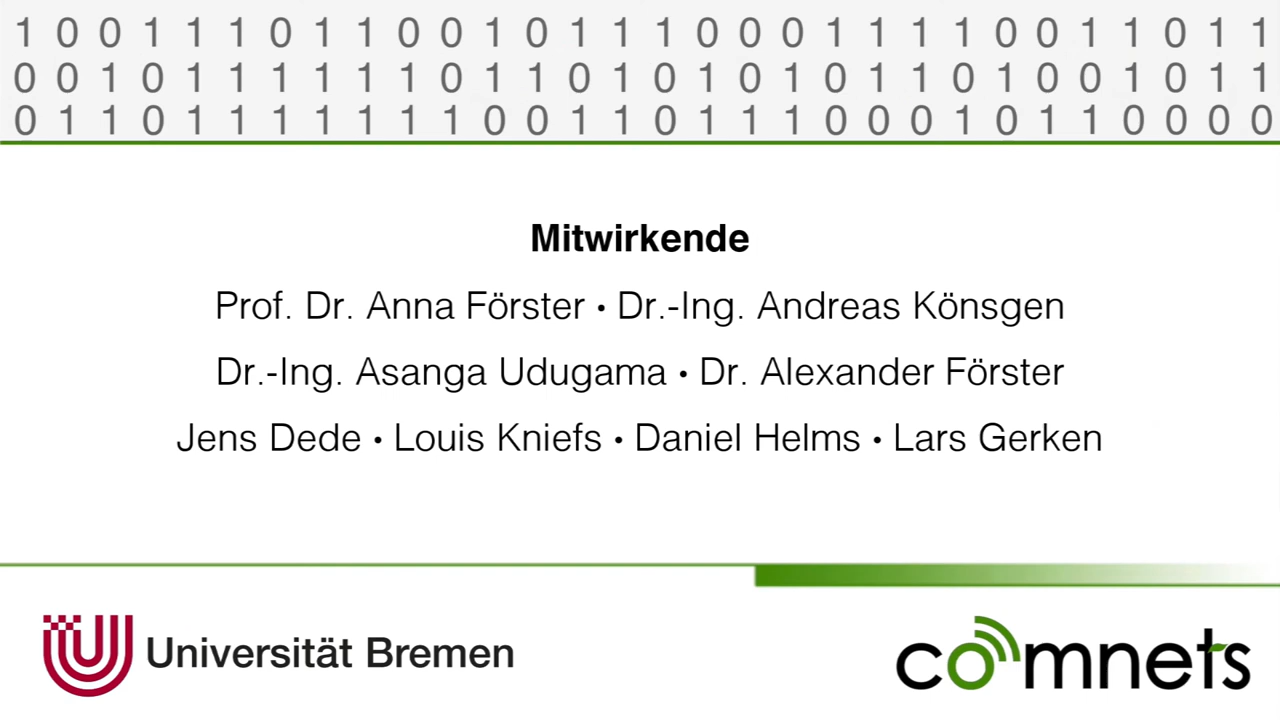 1 0 0 1 1 1 0 1 1 0 0 1 0 1 1 1 0 0 0 1 1 1 1 0 0 1 1 0 1 1
0 0 1 0 1 1 1 1 1 1 0 1 1 0 1 0 1 0 1 0 1 1 0 1 0 0 1 0 1 1
0 1 1 0 1 1 1 1 1 1 1 0 0 1 1 0 1 1 1 0 0 0 1 0 1 1 0 0 0 0
Mitwirkende
Prof. Dr. Anna Förster • Dr.-Ing. Andreas Könsgen
Dr.-Ing. Asanga Udugama • Dr. Alexander Förster
Jens Dede • Louis Kniefs • Daniel Helms • Lars Gerken
Universität Bremen
comnets